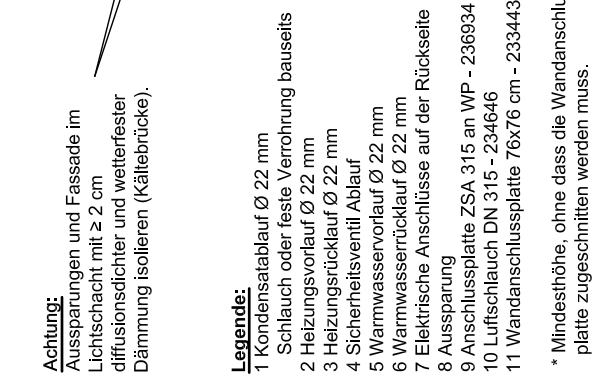 Achtung:
Aussparungen und Fassade im
Lichtschacht mit ≥ 2 cm
diffusionsdichter und wetterfester
Dämmung isolieren (Kältebrücke).
Legende:
1 Kondensatablauf Ø 22 mm
Schlauch oder feste Verrohrung bauseits
2 Heizungsvorlauf Ø 22 mm
3 Heizungsrücklauf Ø 22 mm
4 Sicherheitsventil Ablauf
5 Warmwasservorlauf Ø 22 mm
6 Warmwasserrücklauf Ø 22 mm
7 Elektrische Anschlüsse auf der Rückseite
8 Aussparung
9 Anschlussplatte ZSA 315 an WP - 236934
10 Luftschlauch DN 315 - 234646
11 Wandanschlussplatte 76x76 cm - 233443
* Mindesthöhe, ohne dass die Wandanschlu
platte zugeschnitten werden muss.